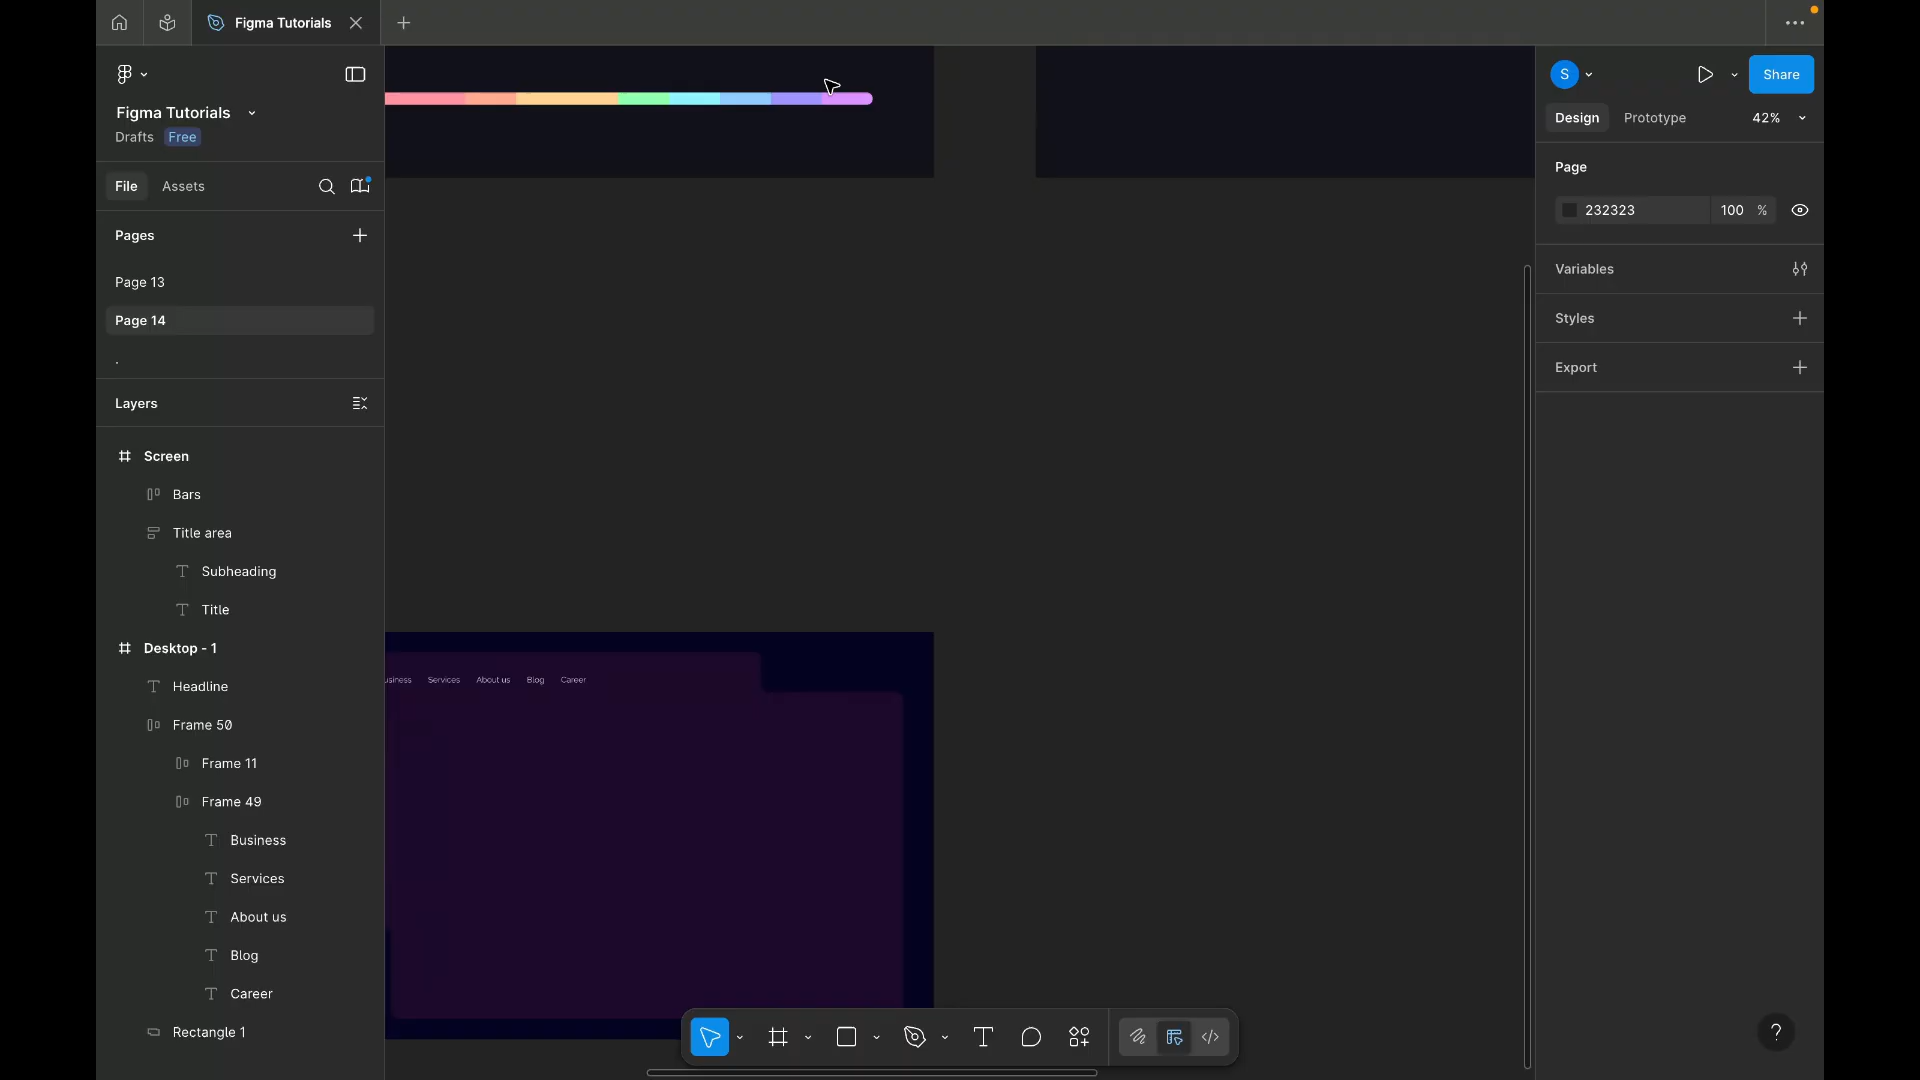 Figma Tutorials
Figma Tutorials
Drafts Free
File Assets
Pages
Page 13
Page 14
.
Layers
Screen
Bars
Title area
Subheading
Title
Desktop - 1
Headline
Frame 50
Frame 11
Frame 49
Business
Services
About us
Blog
Career
Rectangle 1
usiness Services About us Blog Career
S
Share
Design Prototype 42%
Page
232323 100 %
Variables
Styles
Export
?